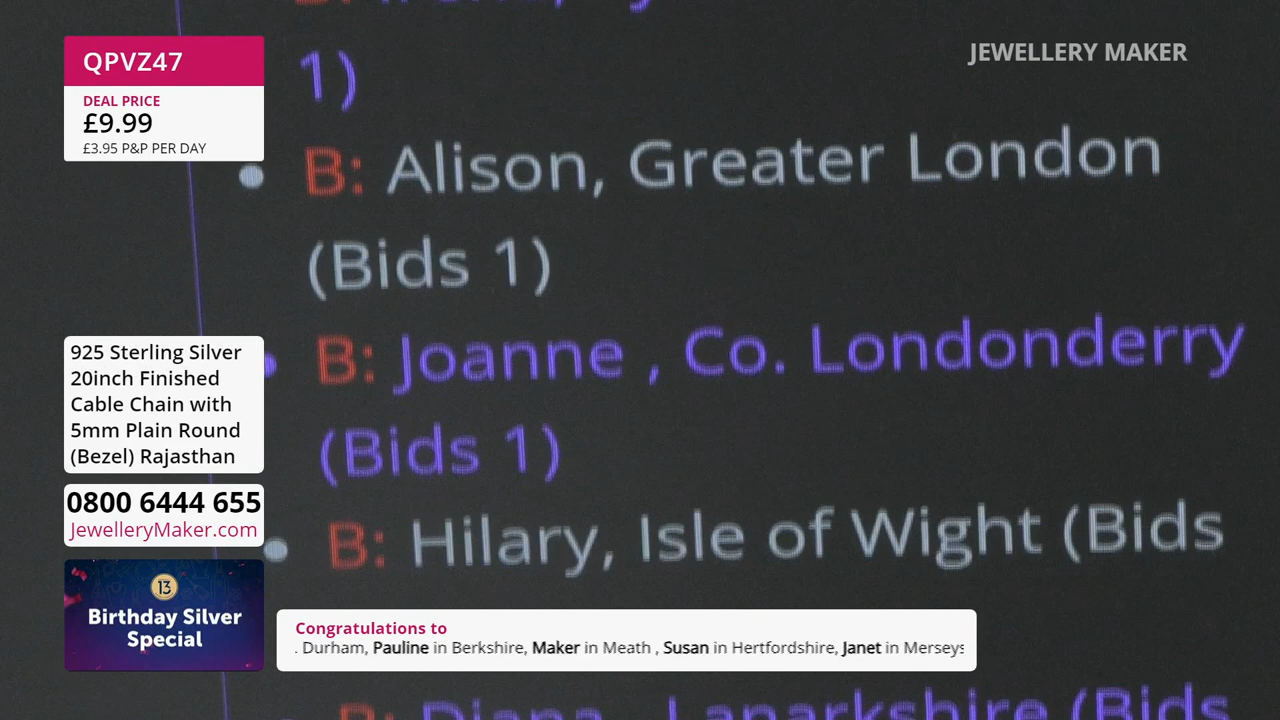 QPVZ47
DEAL PRICE
£9.99
£3.95 P&P PER DAY
JEWELLERY MAKER
1)
B: Alison, Greater London
(Bids 1)
B: Joanne , Co. Londonderry
(Bids 1)
B: Hilary, Isle of Wight (Bids
B: Diana , Lanarkshire (Bids
925 Sterling Silver
20inch Finished
Cable Chain with
5mm Plain Round
(Bezel) Rajasthan
0800 6444 655
JewelleryMaker.com
13
Birthday Silver
Special
Congratulations to
. Durham, Pauline in Berkshire, Maker in Meath , Susan in Hertfordshire, Janet in Merseys